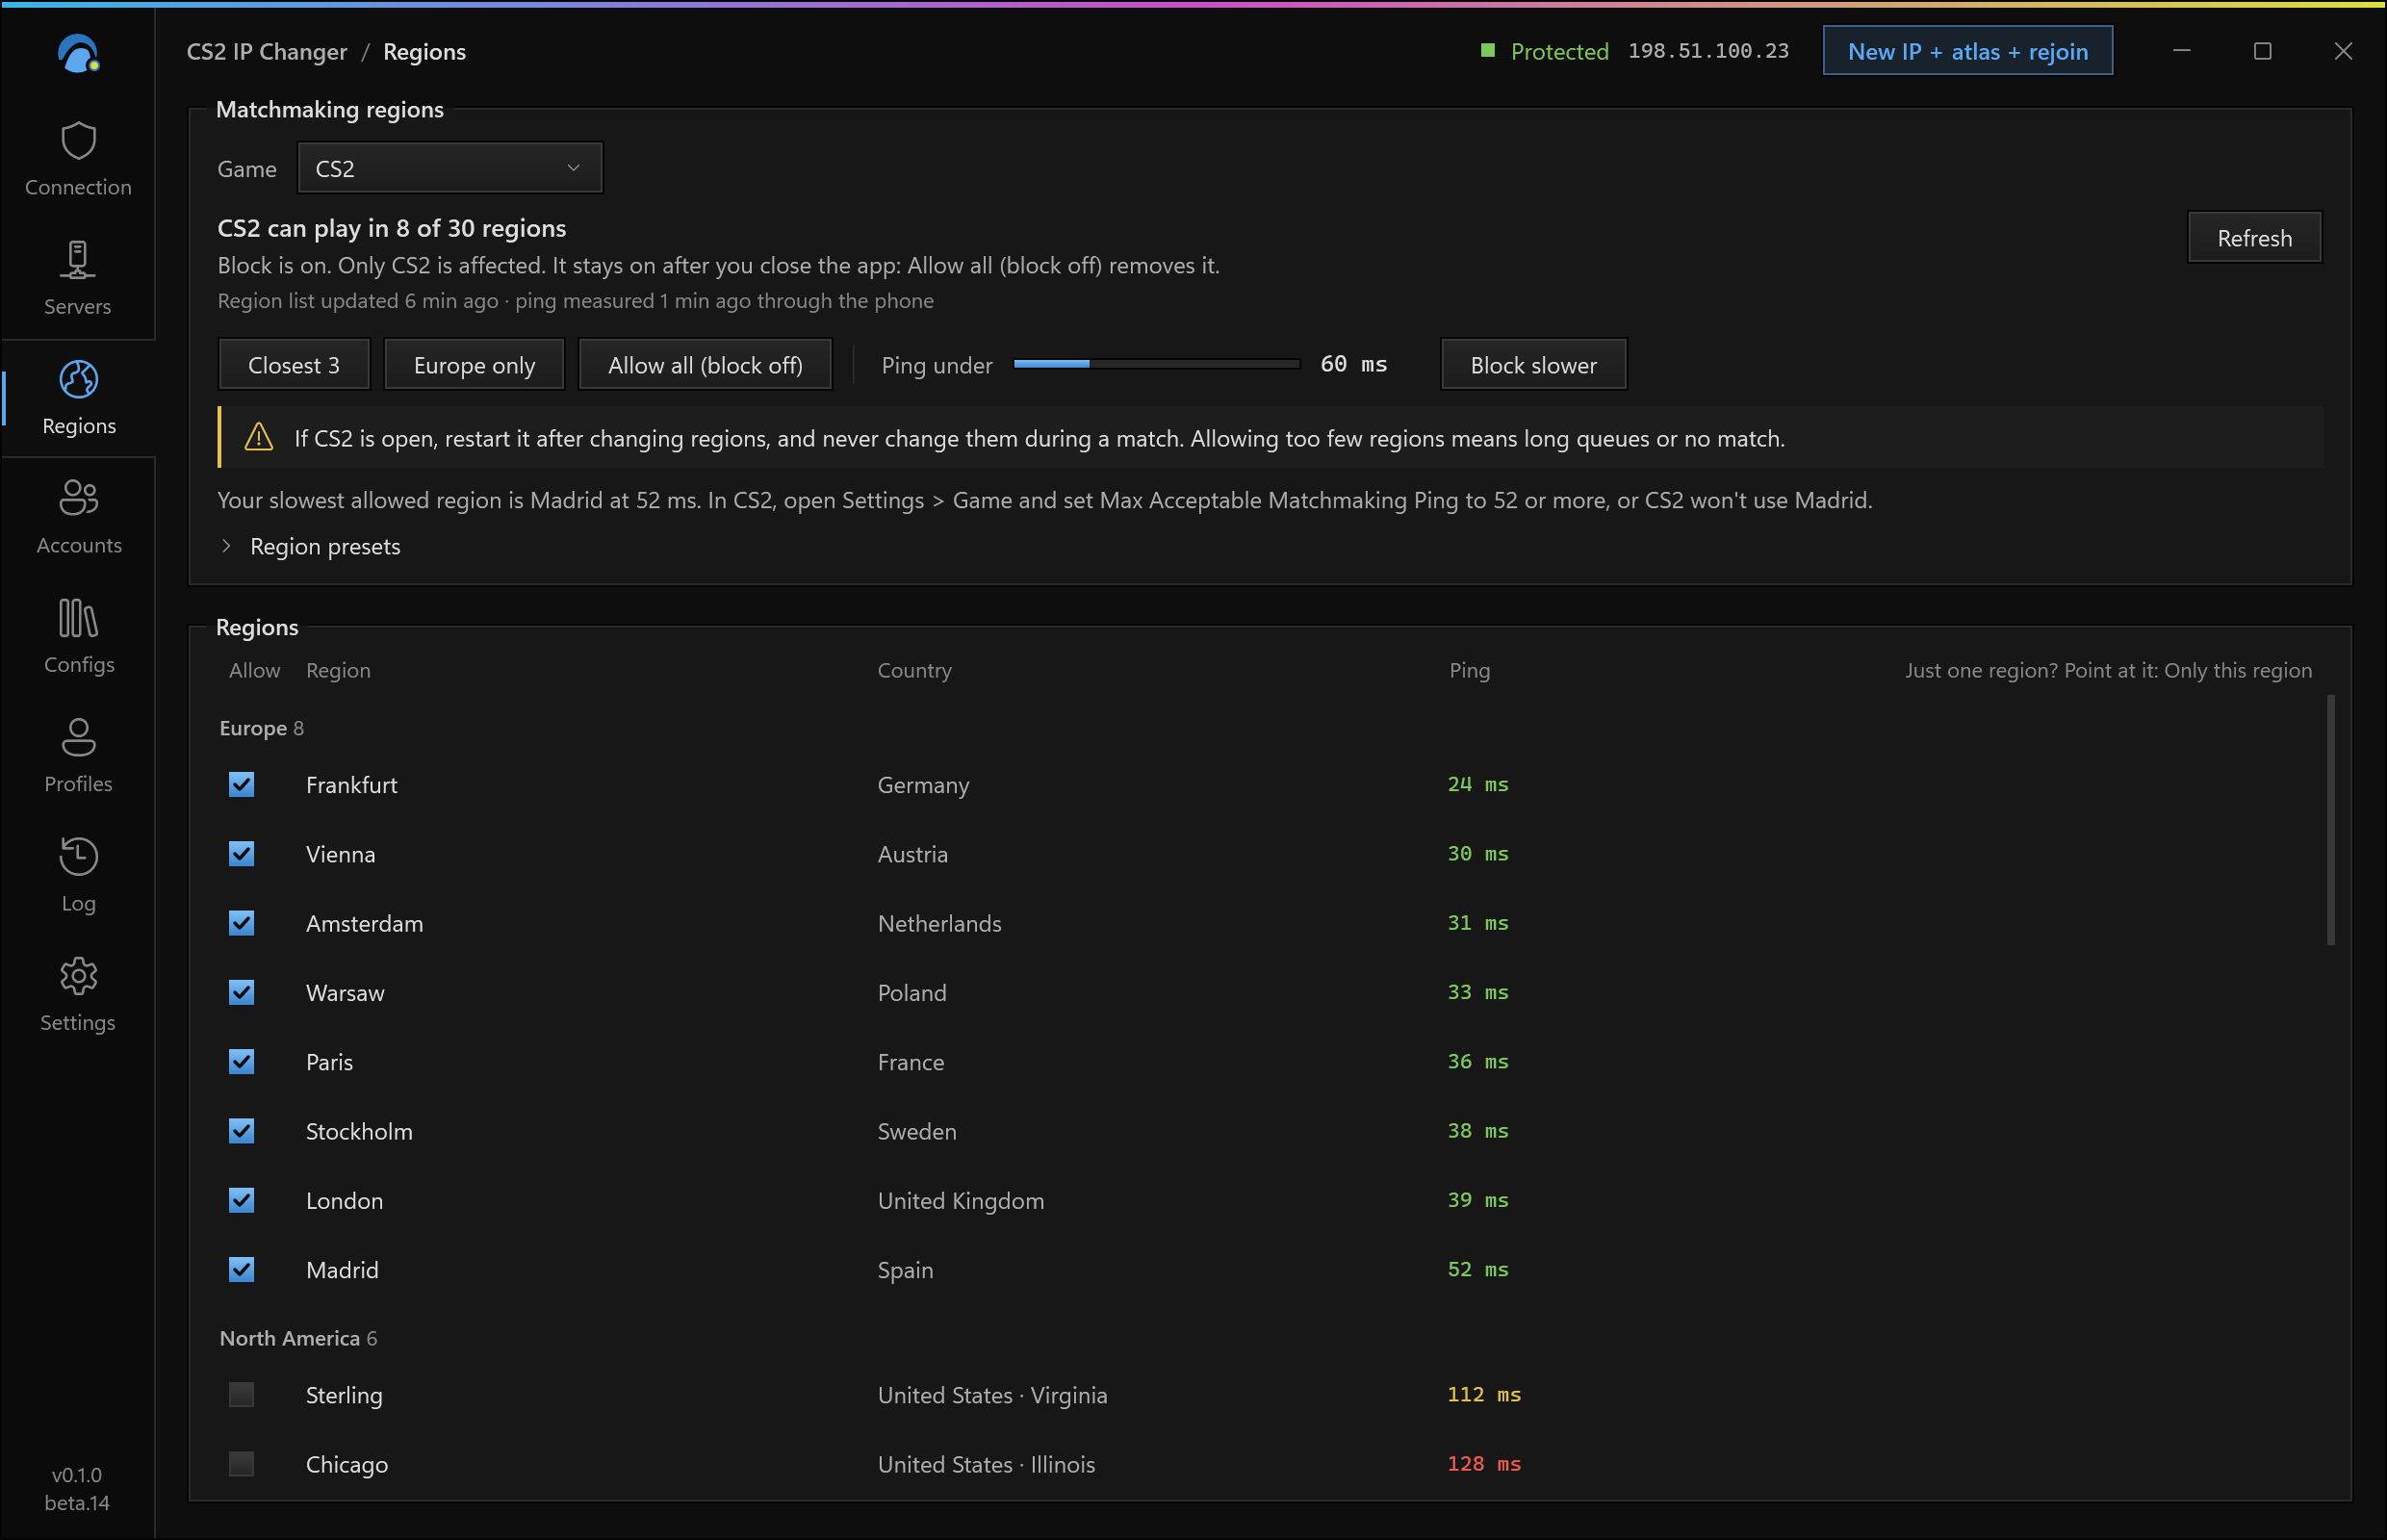 CS2 IP Changer / Regions
Protected 198.51.100.23
New IP + atlas + rejoin
Connection
Servers
Regions
Accounts
Configs
Profiles
Log
Settings
v0.1.0
beta.14
Matchmaking regions
Game CS2
CS2 can play in 8 of 30 regions
Refresh
Block is on. Only CS2 is affected. It stays on after you close the app: Allow all (block off) removes it.
Region list updated 6 min ago · ping measured 1 min ago through the phone
Closest 3 Europe only Allow all (block off) Ping under 60 ms Block slower
If CS2 is open, restart it after changing regions, and never change them during a match. Allowing too few regions means long queues or no match.
Your slowest allowed region is Madrid at 52 ms. In CS2, open Settings > Game and set Max Acceptable Matchmaking Ping to 52 or more, or CS2 won't use Madrid.
Region presets
Regions
Allow Region Country Ping Just one region? Point at it: Only this region
Europe 8
Frankfurt Germany 24 ms
Vienna Austria 30 ms
Amsterdam Netherlands 31 ms
Warsaw Poland 33 ms
Paris France 36 ms
Stockholm Sweden 38 ms
London United Kingdom 39 ms
Madrid Spain 52 ms
North America 6
Sterling United States · Virginia 112 ms
Chicago United States · Illinois 128 ms